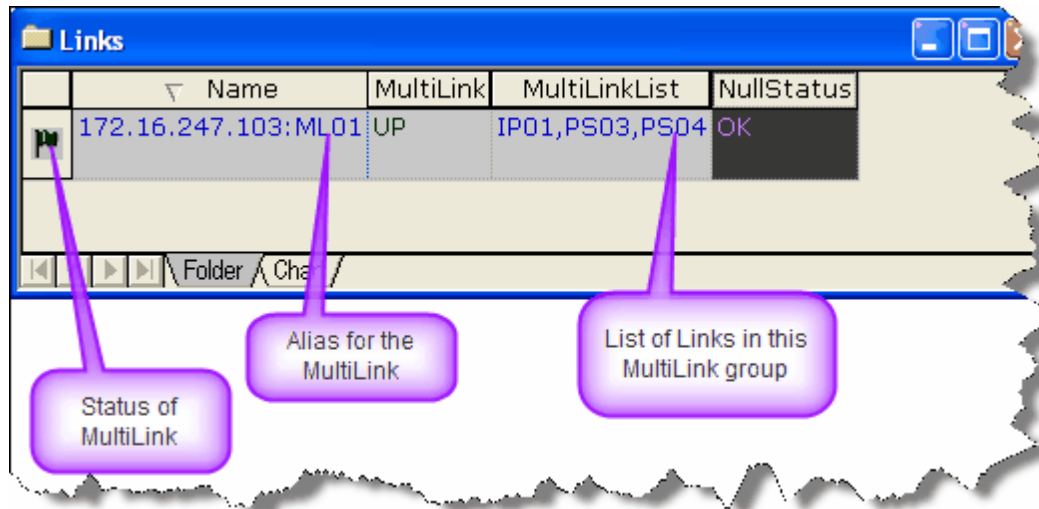 Links
Name MultiLink MultiLinkList NullStatus
172.16.247.103:ML01 UP IP01,PS03,PS04 OK
Folder
Alias for the
MultiLink
List of Links in this
MultiLink group
Status of
MultiLink